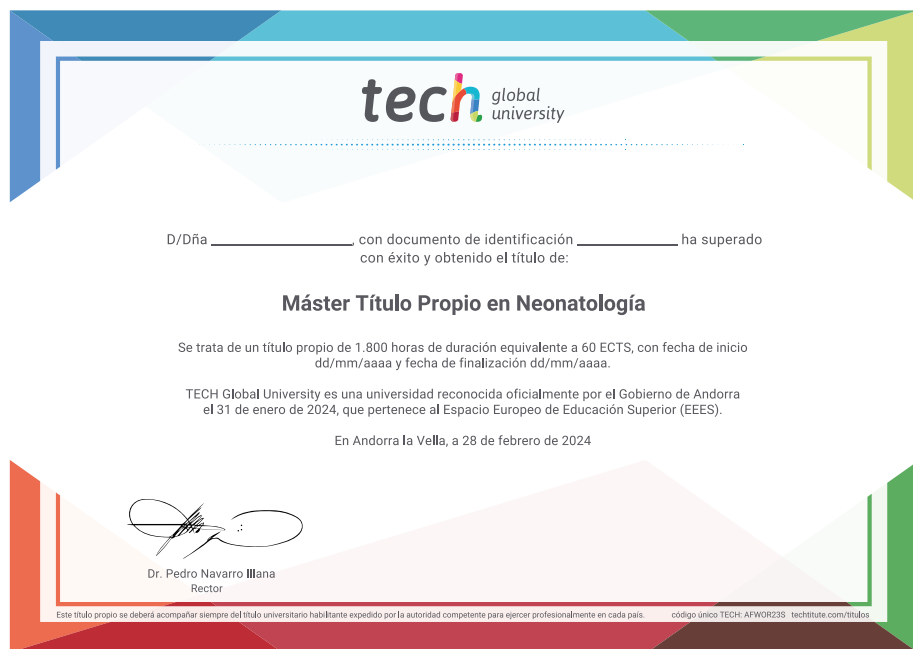 tech global university
D/Dña ____________________, con documento de identificación ______________ ha superado
con éxito y obtenido el título de:
Máster Título Propio en Neonatología
Se trata de un título propio de 1.800 horas de duración equivalente a 60 ECTS, con fecha de inicio
dd/mm/aaaa y fecha de finalización dd/mm/aaaa.
TECH Global University es una universidad reconocida oficialmente por el Gobierno de Andorra
el 31 de enero de 2024, que pertenece al Espacio Europeo de Educación Superior (EEES).
En Andorra la Vella, a 28 de febrero de 2024
Dr. Pedro Navarro Illana
Rector
Este título propio se deberá acompañar siempre del título universitario habilitante expedido por la autoridad competente para ejercer profesionalmente en cada país. código único TECH: AFWOR23S techtitute.com/titulos